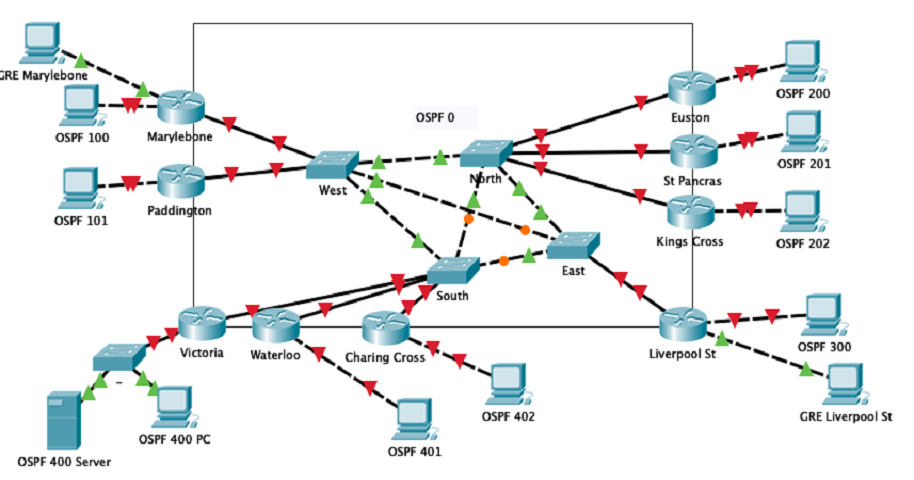 GRE Marylebone
OSPF 100
Marylebone
OSPF 101
Paddington
West
OSPF 0
North
Euston
OSPF 200
St Pancras
OSPF 201
Kings Cross
OSPF 202
East
South
Victoria
Waterloo
Charing Cross
Liverpool St
OSPF 300
GRE Liverpool St
OSPF 400 Server
OSPF 400 PC
OSPF 401
OSPF 402